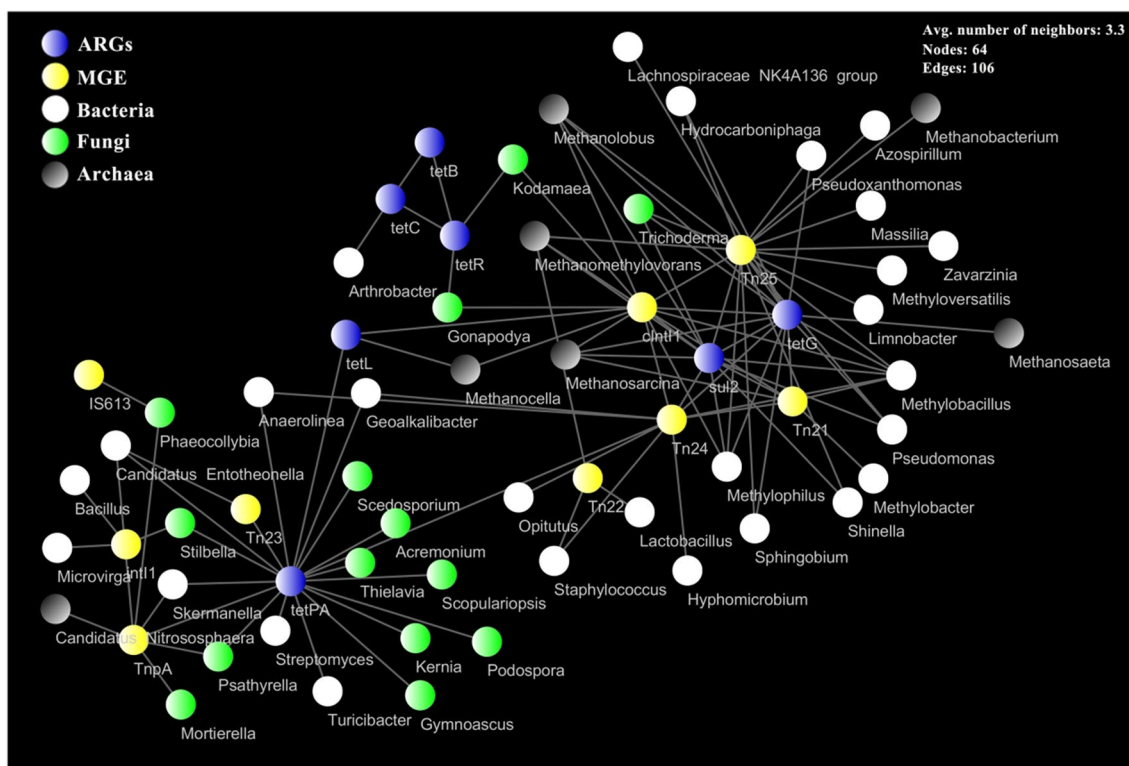 ARGs
MGE
Bacteria
Fungi
Archaea
Avg. number of neighbors: 3.3
Nodes: 64
Edges: 106
Lachnospiraceae NK4A136 group
Methanolobus
Hydrocarboniphaga
Methanobacterium
Azospirillum
tetB
Kodamaea
Pseudoxanthomonas
tetC
Massilia
Trichoderma
tetR
Methanomethylovorans
Tn25
Zavarzinia
Arthrobacter
Methyloversatilis
Gonapodya
clntI1
tetG
Limnobacter
tetL
Methanosaeta
Methanocella
Methanosarcina
sul2
Methylobacillus
IS613
Anaerolinea
Geoalkalibacter
Tn21
Phaeocollybia
Tn24
Pseudomonas
Candidatus Entotheonella
Bacillus
Scedosporium
Tn22
Methylophilus
Methylobacter
Stilbella
Tn23
Opitutus
Lactobacillus
Shinella
Acremonium
Sphingobium
Microvirga
intI1
Thielavia
Staphylococcus
Hyphomicrobium
Skermanella
tetPA
Scopulariopsis
Candidatus Nitrososphaera
TnpA
Streptomyces
Kernia
Podospora
Psathyrella
Turicibacter
Gymnoascus
Mortierella